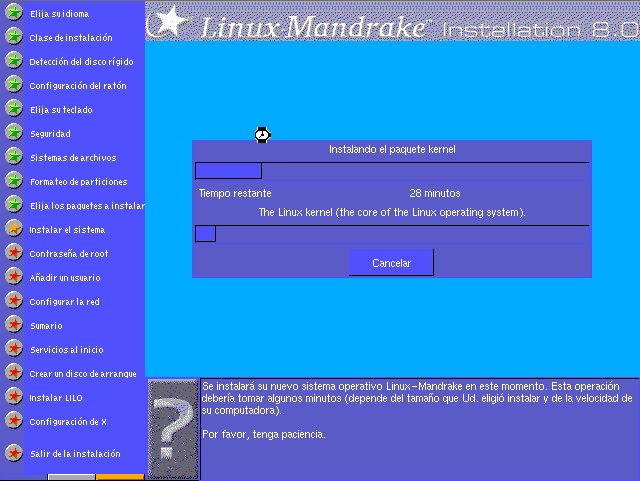 Linux-Mandrake™ Installation 8.0
Elija su idioma
Clase de instalación
Detección del disco rígido
Configuración del ratón
Elija su teclado
Seguridad
Sistemas de archivos
Formateo de particiones
Elija los paquetes a instalar
Instalar el sistema
Contraseña de root
Añadir un usuario
Configurar la red
Sumario
Servicios al inicio
Crear un disco de arranque
Instalar LILO
Configuración de X
Salir de la instalación
Instalando el paquete kernel
Tiempo restante 28 minutos
The Linux kernel (the core of the Linux operating system).
Cancelar
Se instalará su nuevo sistema operativo Linux-Mandrake en este momento. Esta operación
debería tomar algunos minutos (depende del tamaño que Ud. eligió instalar y de la velocidad de
su computadora).
Por favor, tenga paciencia.